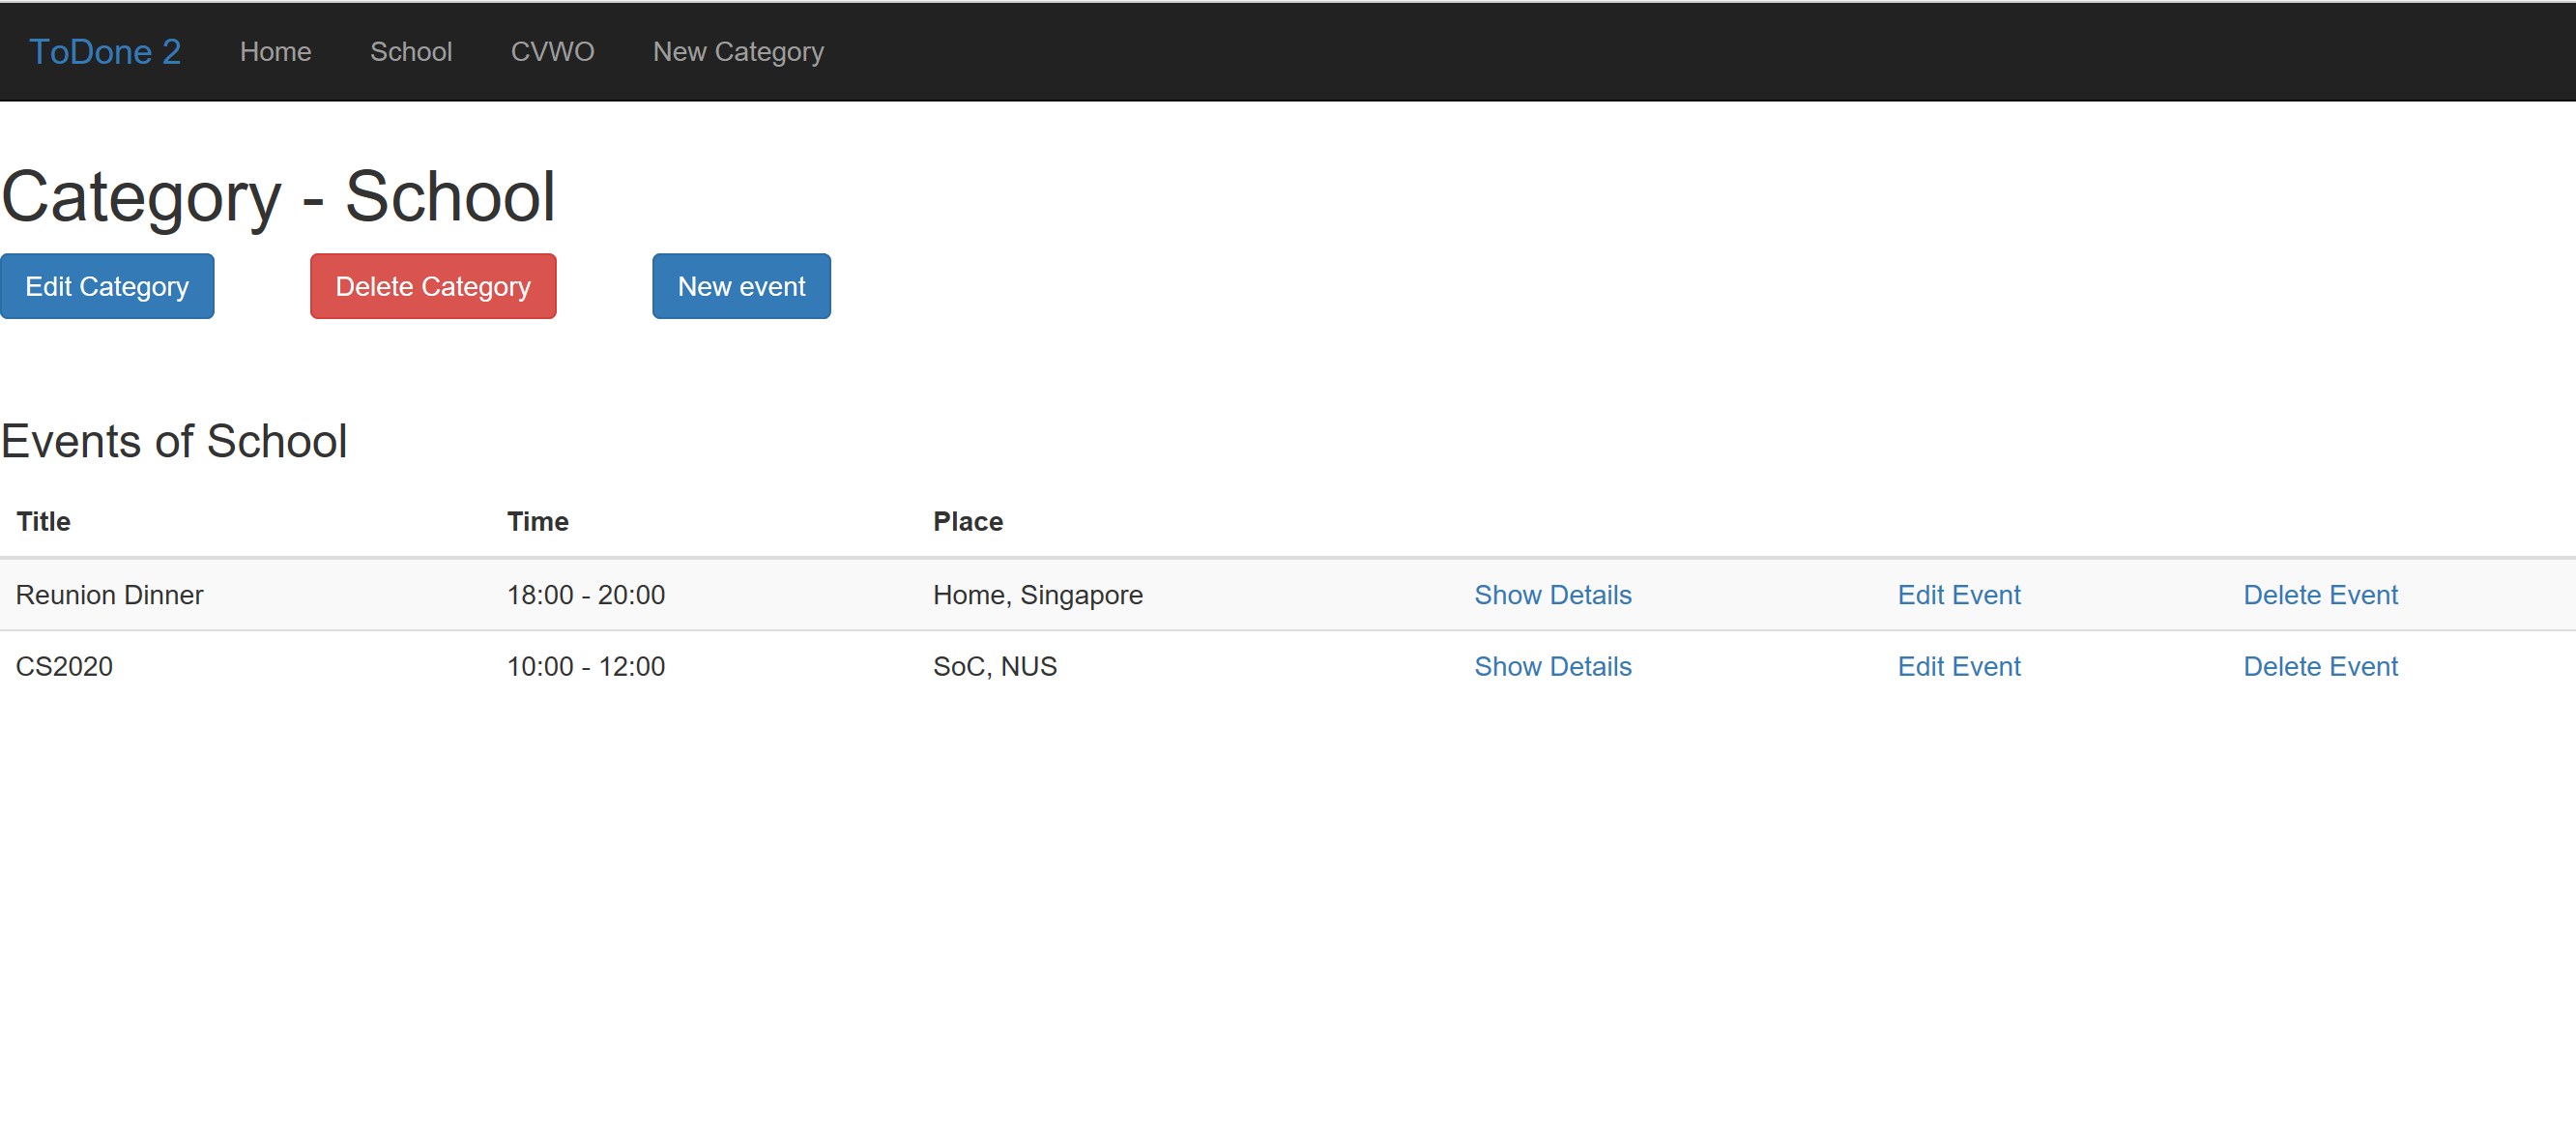 ToDone 2 Home School CVWO New Category
Category - School
Edit Category Delete Category New event
Events of School
Title Time Place
Reunion Dinner 18:00 - 20:00 Home, Singapore Show Details Edit Event Delete Event
CS2020 10:00 - 12:00 SoC, NUS Show Details Edit Event Delete Event